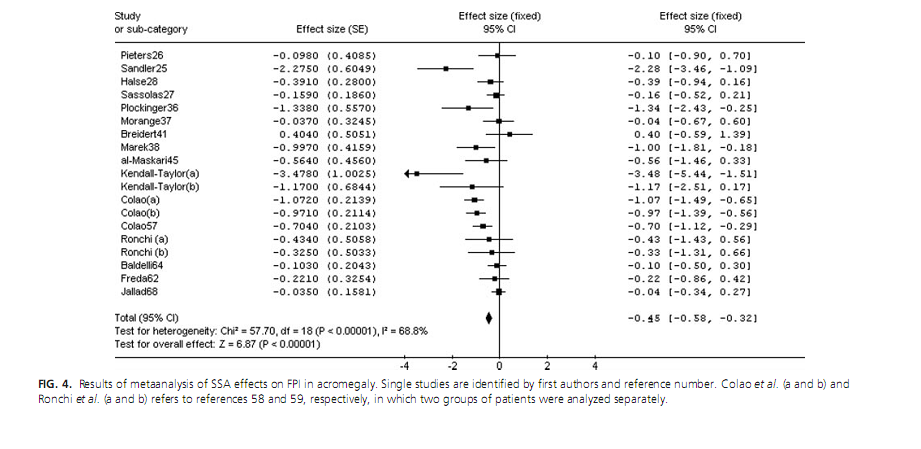 Study Effect size (fixed) Effect size (fixed)
or sub-category Effect size (SE) 95% CI 95% CI
Pieters26 -0.0980 (0.4085) -0.10 [-0.90, 0.70]
Sandler25 -2.2750 (0.6049) -2.28 [-3.46, -1.09]
Halse28 -0.3910 (0.2800) -0.39 [-0.94, 0.16]
Sassolas27 -0.1590 (0.1860) -0.16 [-0.52, 0.21]
Plockinger36 -1.3380 (0.5570) -1.34 [-2.43, -0.25]
Morange37 -0.0370 (0.3245) -0.04 [-0.67, 0.60]
Breidert41 0.4040 (0.5051) 0.40 [-0.59, 1.39]
Marek38 -0.9970 (0.4159) -1.00 [-1.81, -0.18]
al-Maskari45 -0.5640 (0.4560) -0.56 [-1.46, 0.33]
Kendall-Taylor(a) -3.4780 (1.0025) -3.48 [-5.44, -1.51]
Kendall-Taylor(b) -1.1700 (0.6844) -1.17 [-2.51, 0.17]
Colao(a) -1.0720 (0.2139) -1.07 [-1.49, -0.65]
Colao(b) -0.9710 (0.2114) -0.97 [-1.39, -0.56]
Colao57 -0.7040 (0.2103) -0.70 [-1.12, -0.29]
Ronchi (a) -0.4340 (0.5058) -0.43 [-1.43, 0.56]
Ronchi (b) -0.3250 (0.5033) -0.33 [-1.31, 0.66]
Baldelli64 -0.1030 (0.2043) -0.10 [-0.50, 0.30]
Freda62 -0.2210 (0.3254) -0.22 [-0.86, 0.42]
Jallad68 -0.0350 (0.1581) -0.04 [-0.34, 0.27]
Total (95% CI) -0.45 [-0.58, -0.32]
Test for heterogeneity: Chi² = 57.70, df = 18 (P < 0.00001), I² = 68.8%
Test for overall effect: Z = 6.87 (P < 0.00001)
-4 -2 0 2 4
FIG. 4. Results of metaanalysis of SSA effects on FPI in acromegaly. Single studies are identified by first authors and reference number. Colao et al. (a and b) and
Ronchi et al. (a and b) refers to references 58 and 59, respectively, in which two groups of patients were analyzed separately.